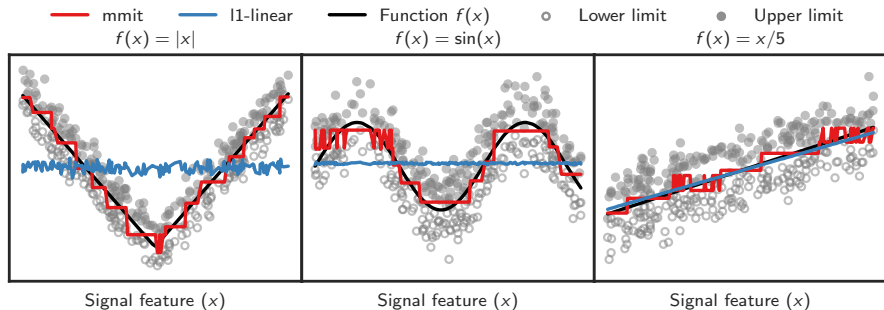 mmit l1-linear Function f(x) Lower limit Upper limit
f(x) = |x| f(x) = sin(x) f(x) = x/5
Signal feature (x) Signal feature (x) Signal feature (x)